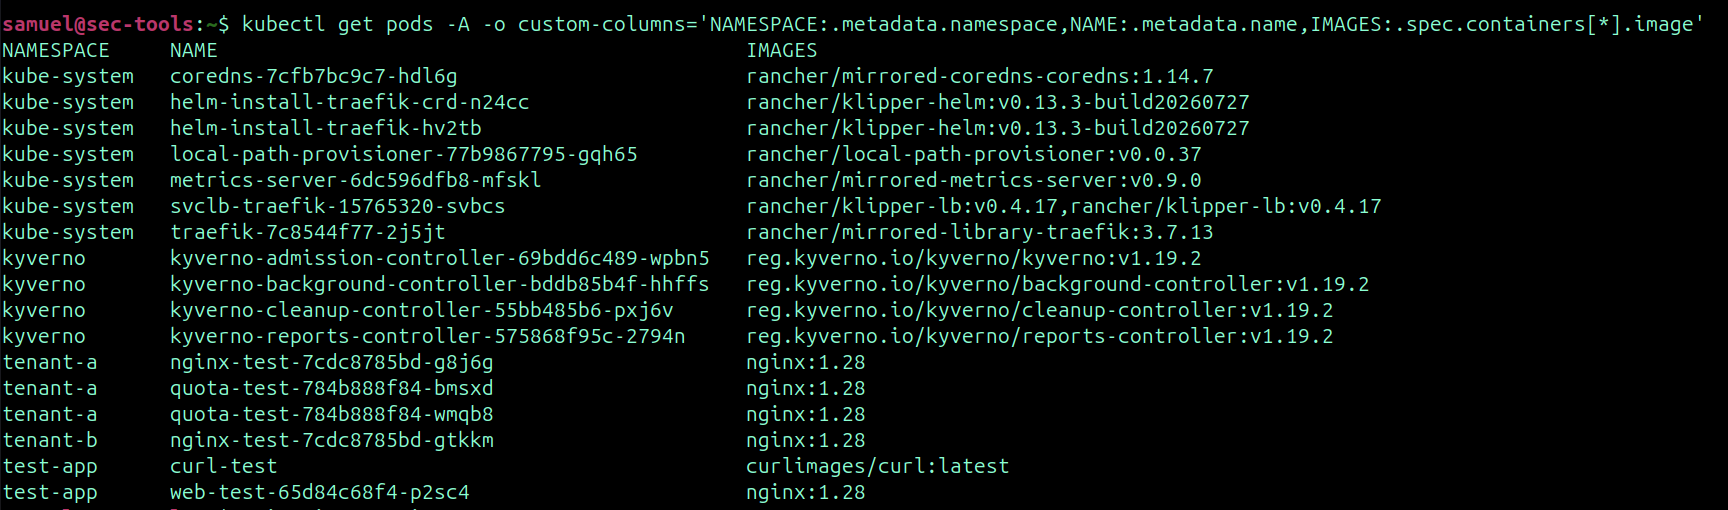 samuel@sec-tools:~$ kubectl get pods -A -o custom-columns='NAMESPACE:.metadata.namespace,NAME:.metadata.name,IMAGES:.spec.containers[*].image'
NAMESPACE     NAME                                            IMAGES
kube-system   coredns-7cfb7bc9c7-hdl6g                        rancher/mirrored-coredns-coredns:1.14.7
kube-system   helm-install-traefik-crd-n24cc                  rancher/klipper-helm:v0.13.3-build20260727
kube-system   helm-install-traefik-hv2tb                      rancher/klipper-helm:v0.13.3-build20260727
kube-system   local-path-provisioner-77b9867795-gqh65         rancher/local-path-provisioner:v0.0.37
kube-system   metrics-server-6dc596dfb8-mfskl                 rancher/mirrored-metrics-server:v0.9.0
kube-system   svclb-traefik-15765320-svbcs                    rancher/klipper-lb:v0.4.17,rancher/klipper-lb:v0.4.17
kube-system   traefik-7c8544f77-2j5jt                         rancher/mirrored-library-traefik:3.7.13
kyverno       kyverno-admission-controller-69bdd6c489-wpbn5   reg.kyverno.io/kyverno/kyverno:v1.19.2
kyverno       kyverno-background-controller-bddb85b4f-hhffs   reg.kyverno.io/kyverno/background-controller:v1.19.2
kyverno       kyverno-cleanup-controller-55bb485b6-pxj6v      reg.kyverno.io/kyverno/cleanup-controller:v1.19.2
kyverno       kyverno-reports-controller-575868f95c-2794n     reg.kyverno.io/kyverno/reports-controller:v1.19.2
tenant-a      nginx-test-7cdc8785bd-g8j6g                     nginx:1.28
tenant-a      quota-test-784b888f84-bmsxd                     nginx:1.28
tenant-a      quota-test-784b888f84-wmqb8                     nginx:1.28
tenant-b      nginx-test-7cdc8785bd-gtkkm                     nginx:1.28
test-app      curl-test                                       curlimages/curl:latest
test-app      web-test-65d84c68f4-p2sc4                       nginx:1.28